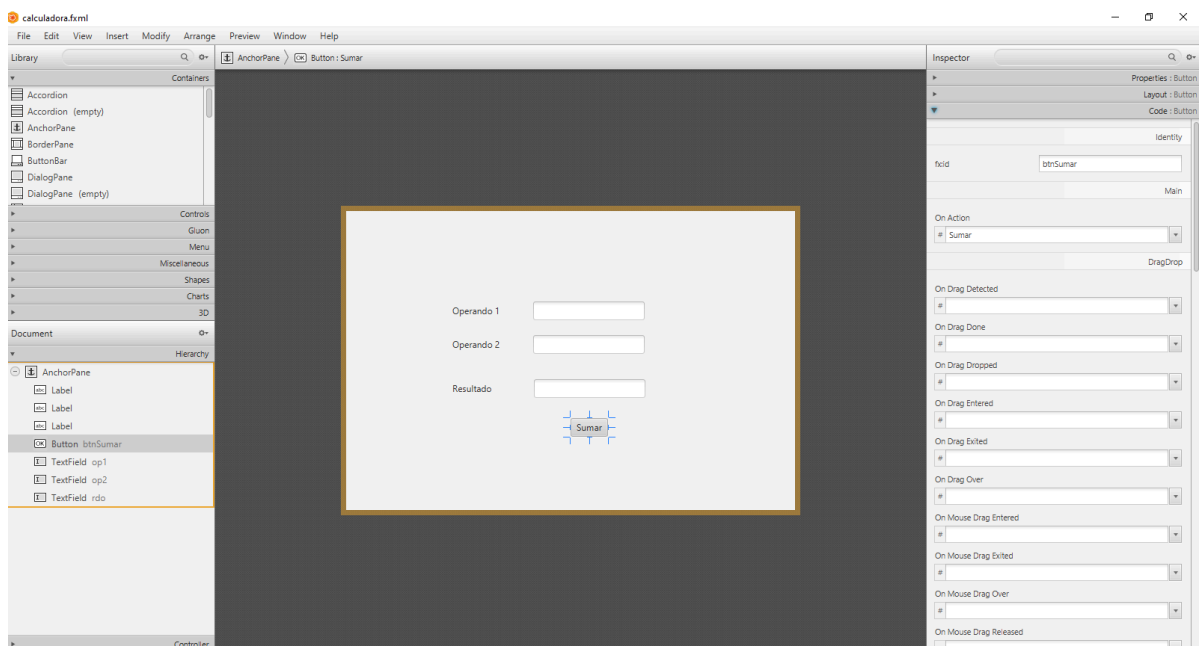 calculadora.fxml
File Edit View Insert Modify Arrange Preview Window Help
Library
Containers
Accordion
Accordion (empty)
AnchorPane
BorderPane
ButtonBar
DialogPane
DialogPane (empty)
Controls
Gluon
Menu
Miscellaneous
Shapes
Charts
3D
Document
Hierarchy
AnchorPane
abc Label
abc Label
abc Label
OK Button btnSumar
TextField op1
TextField op2
TextField rdo
Controller
AnchorPane OK Button : Sumar
Operando 1
Operando 2
Resultado
Sumar
Inspector
Properties : Button
Layout : Button
Code : Button
Identity
fx:id btnSumar
Main
On Action
# Sumar
DragDrop
On Drag Detected
#
On Drag Done
#
On Drag Dropped
#
On Drag Entered
#
On Drag Exited
#
On Drag Over
#
On Mouse Drag Entered
#
On Mouse Drag Exited
#
On Mouse Drag Over
#
On Mouse Drag Released